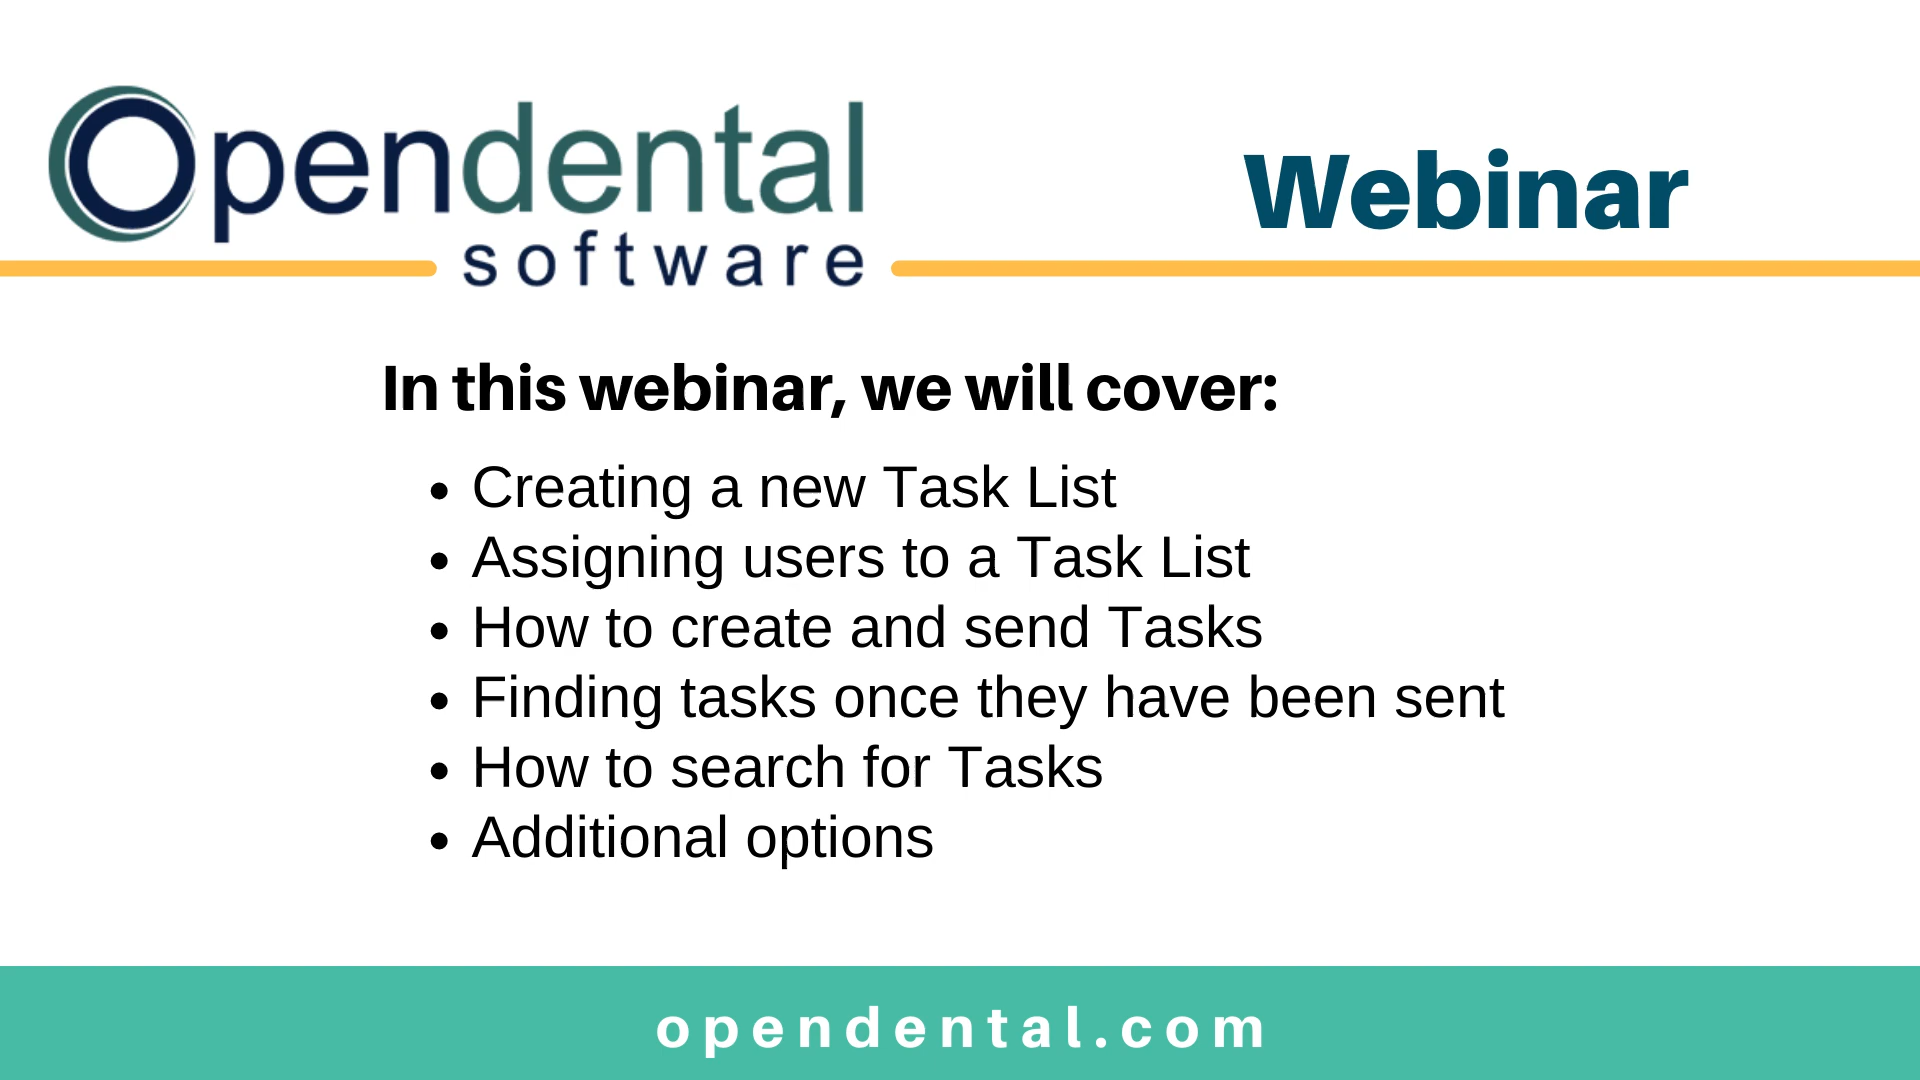 Opendental
software
Webinar
In this webinar, we will cover:
• Creating a new Task List
• Assigning users to a Task List
• How to create and send Tasks
• Finding tasks once they have been sent
• How to search for Tasks
• Additional options
opendental.com